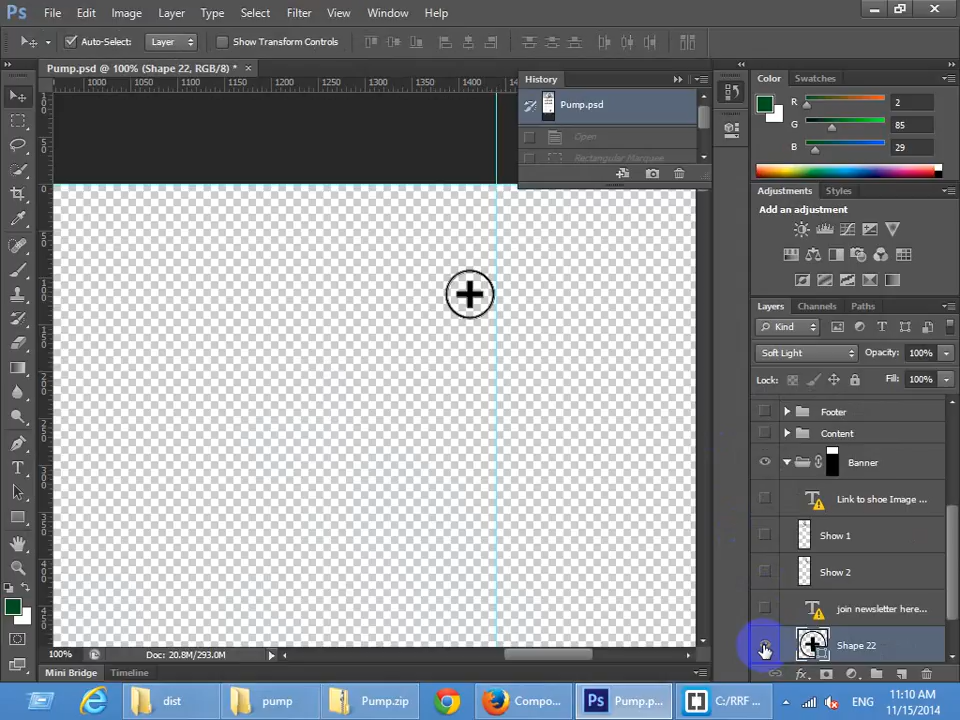 Ps File Edit Image Layer Type Select Filter View Window Help
Auto-Select: Layer Show Transform Controls
Pump.psd @ 100% (Shape 22, RGB/8) * ×
1000 1050 1100 1150 1200 1250 1300 1350 1400
History
Pump.psd
Open
Rectangular Marquee
Color Swatches
R 2
G 85
B 29
Adjustments Styles
Add an adjustment
Layers Channels Paths
Kind
Soft Light Opacity: 100%
Lock: Fill: 100%
Footer
Content
Banner
Link to shoe Image ...
Show 1
Show 2
join newsletter here...
Shape 22
100% Doc: 20.8M/293.0M
Mini Bridge Timeline
dist pump Pump.zip Compo... Ps Pump.p... C:/RRF ... ENG 11:10 AM
11/15/2014